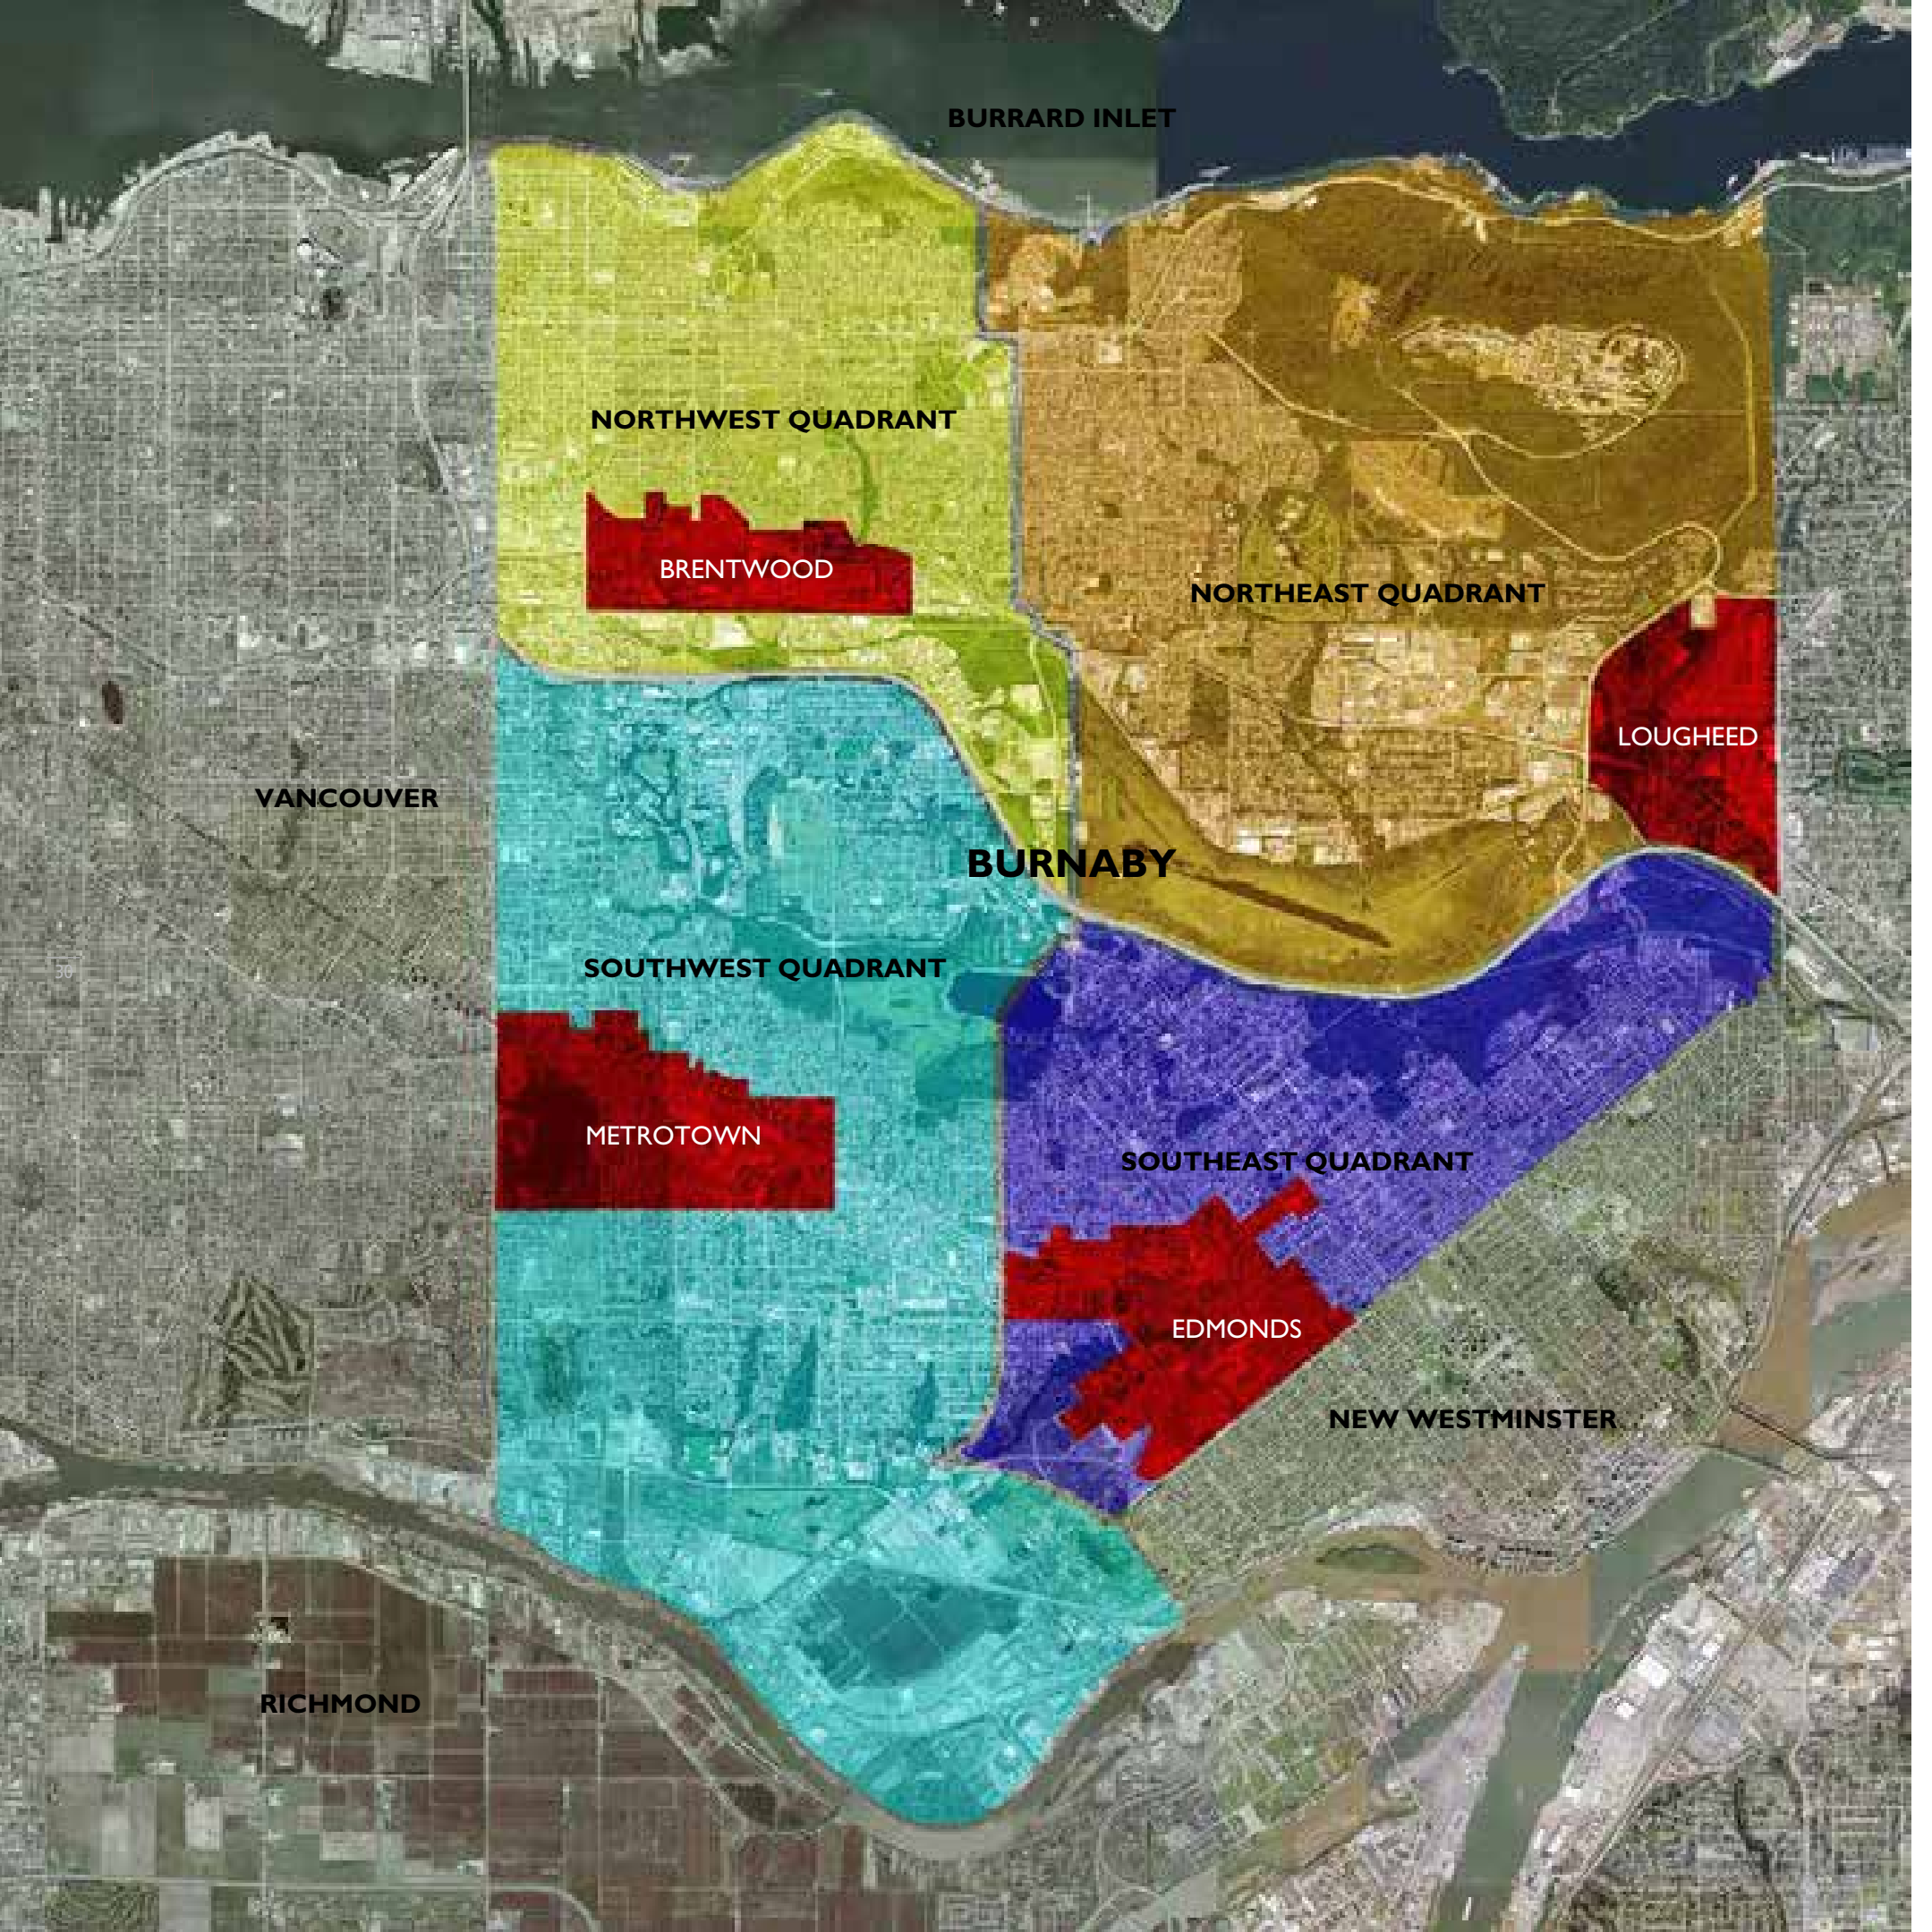 BURRARD INLET
NORTHWEST QUADRANT
BRENTWOOD
NORTHEAST QUADRANT
LOUGHEED
VANCOUVER
BURNABY
SOUTHWEST QUADRANT
30
METROTOWN
SOUTHEAST QUADRANT
EDMONDS
NEW WESTMINSTER
RICHMOND